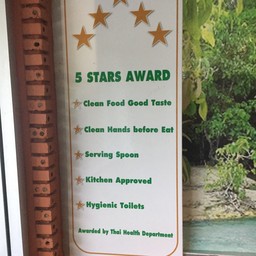 5 STARS AWARD
Clean Food Good Taste
Clean Hands before Eat
Serving Spoon
Kitchen Approved
Hygienic Toilets
Awarded by Thai Health Department